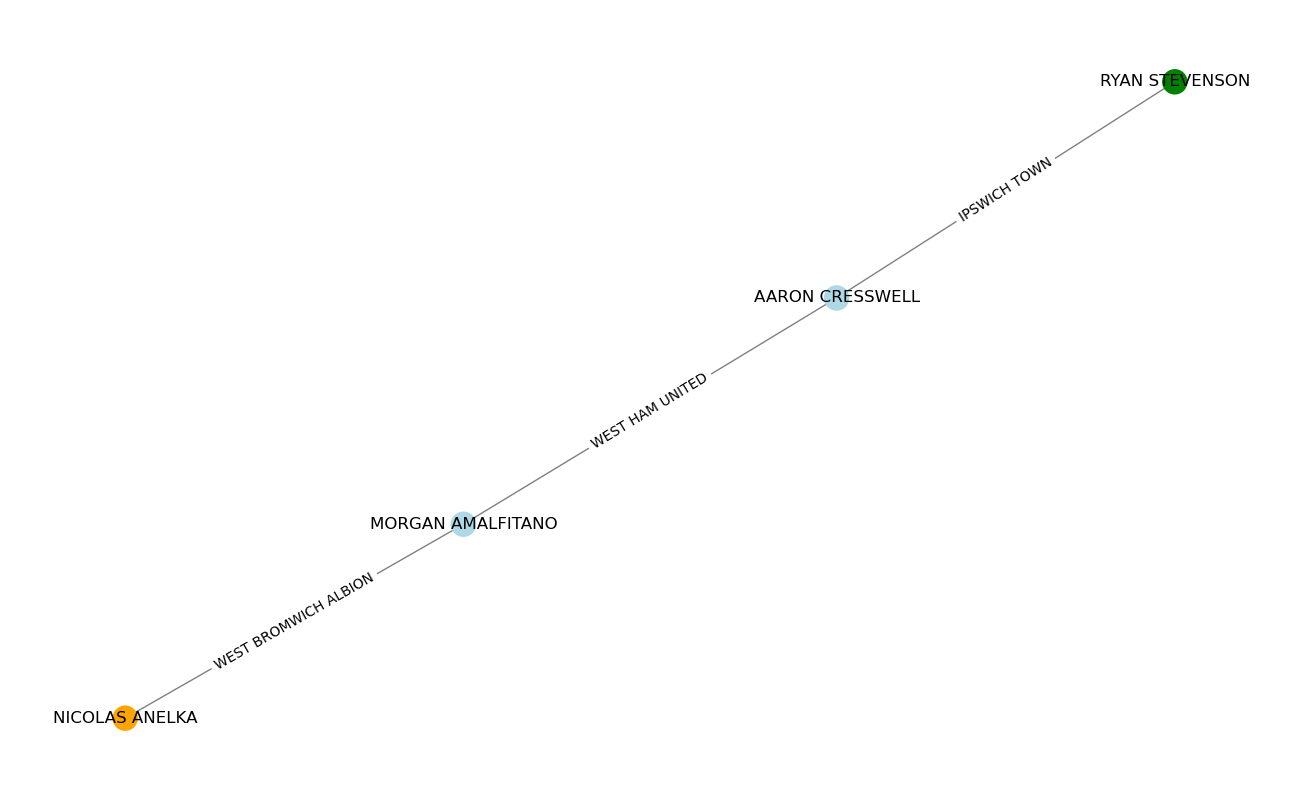 RYAN STEVENSON
IPSWICH TOWN
AARON CRESSWELL
WEST HAM UNITED
MORGAN AMALFITANO
WEST BROMWICH ALBION
NICOLAS ANELKA